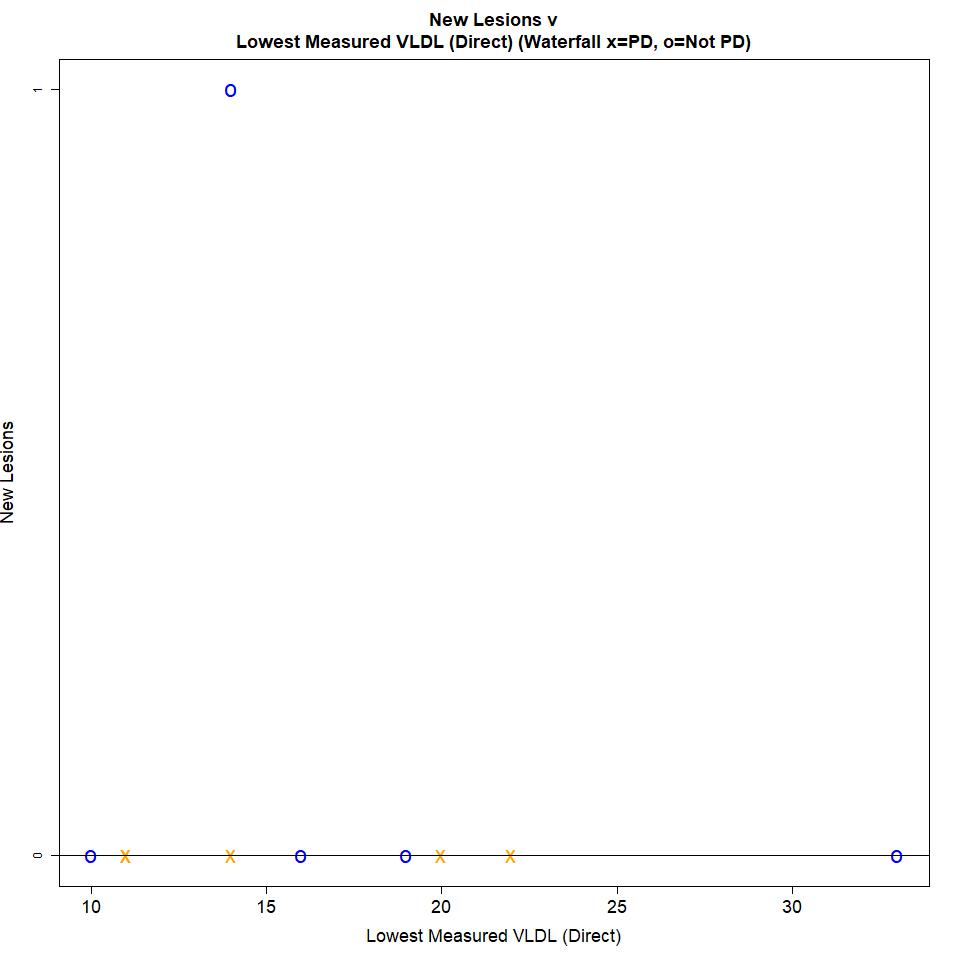 New Lesions v
Lowest Measured VLDL (Direct) (Waterfall x=PD, o=Not PD)
1
o
New Lesions
0
o x x o o x x o
10 15 20 25 30
Lowest Measured VLDL (Direct)